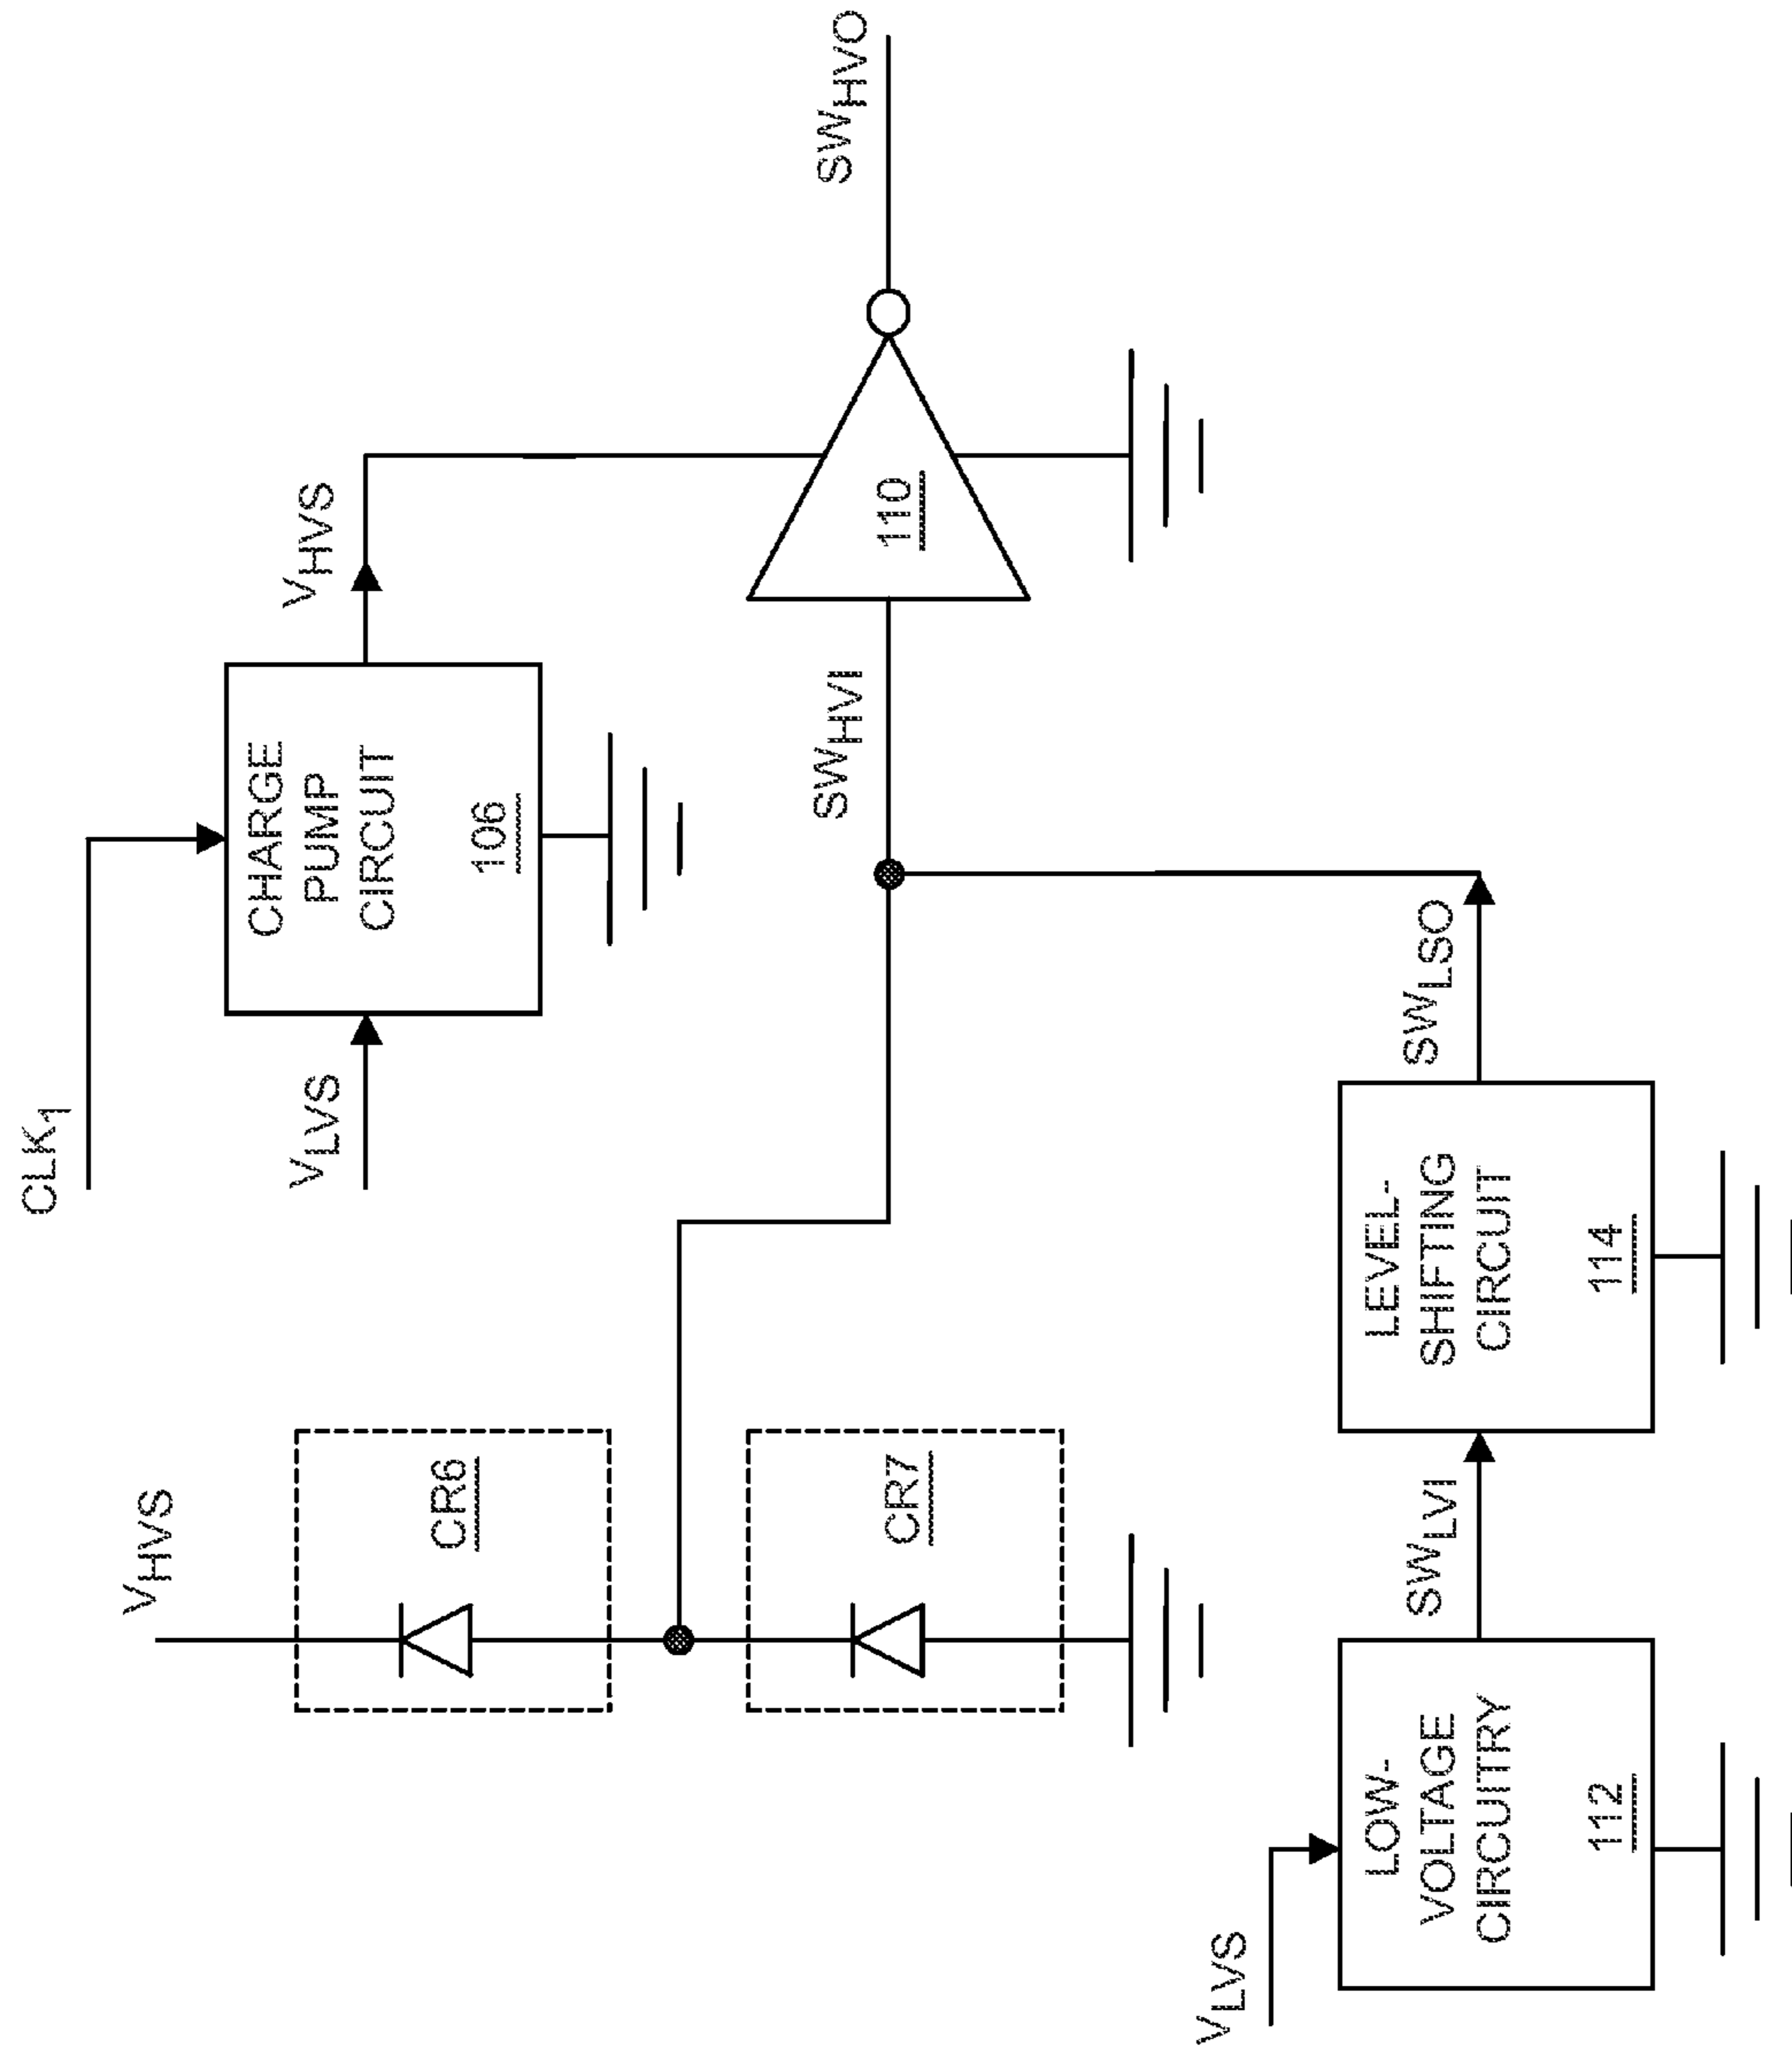 CLK1
VLVS
CHARGE
PUMP
CIRCUIT
106
VHVS
VHVS
CR6
CR7
SWHVI
110
SWHVO
VLVS
LOW-
VOLTAGE
CIRCUITRY
112
SWLVI
LEVEL-
SHIFTING
CIRCUIT
114
SWLSO